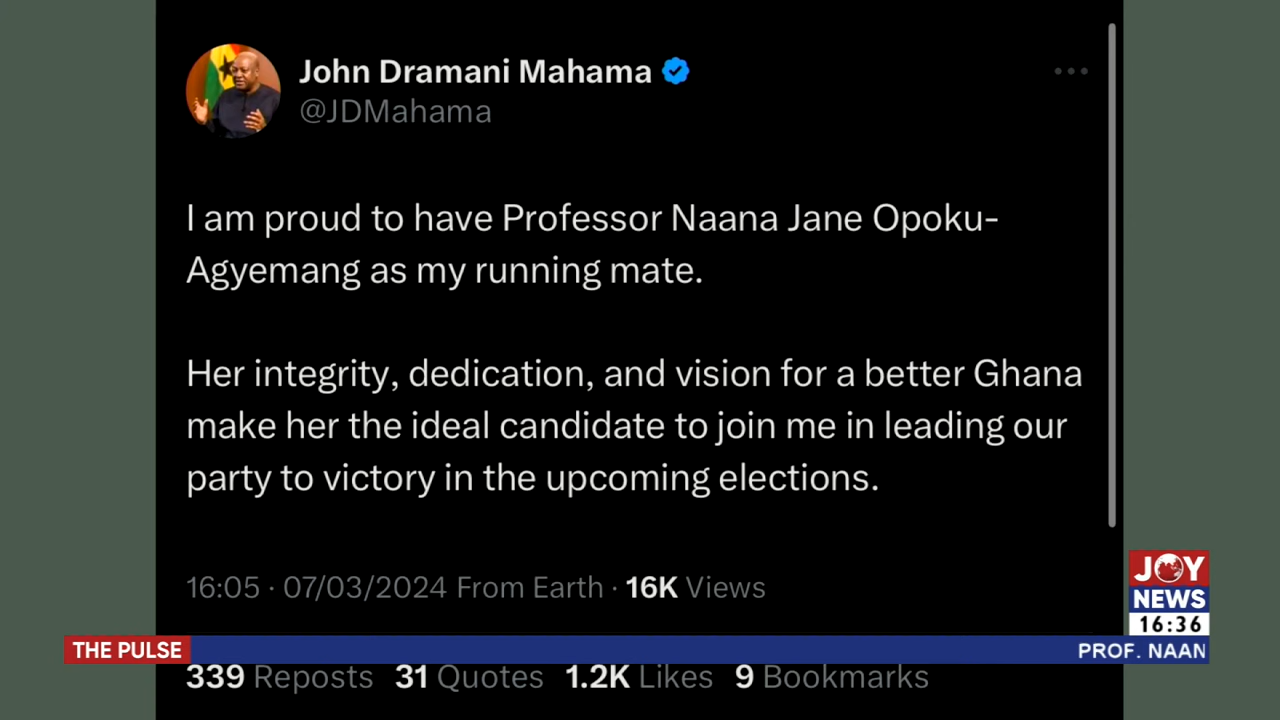 John Dramani Mahama
@JDMahama
I am proud to have Professor Naana Jane Opoku-
Agyemang as my running mate.
Her integrity, dedication, and vision for a better Ghana
make her the ideal candidate to join me in leading our
party to victory in the upcoming elections.
16:05 · 07/03/2024 From Earth · 16K Views
JOY
NEWS
16:36
THE PULSE
PROF. NAAN
339 Reposts 31 Quotes 1.2K Likes 9 Bookmarks